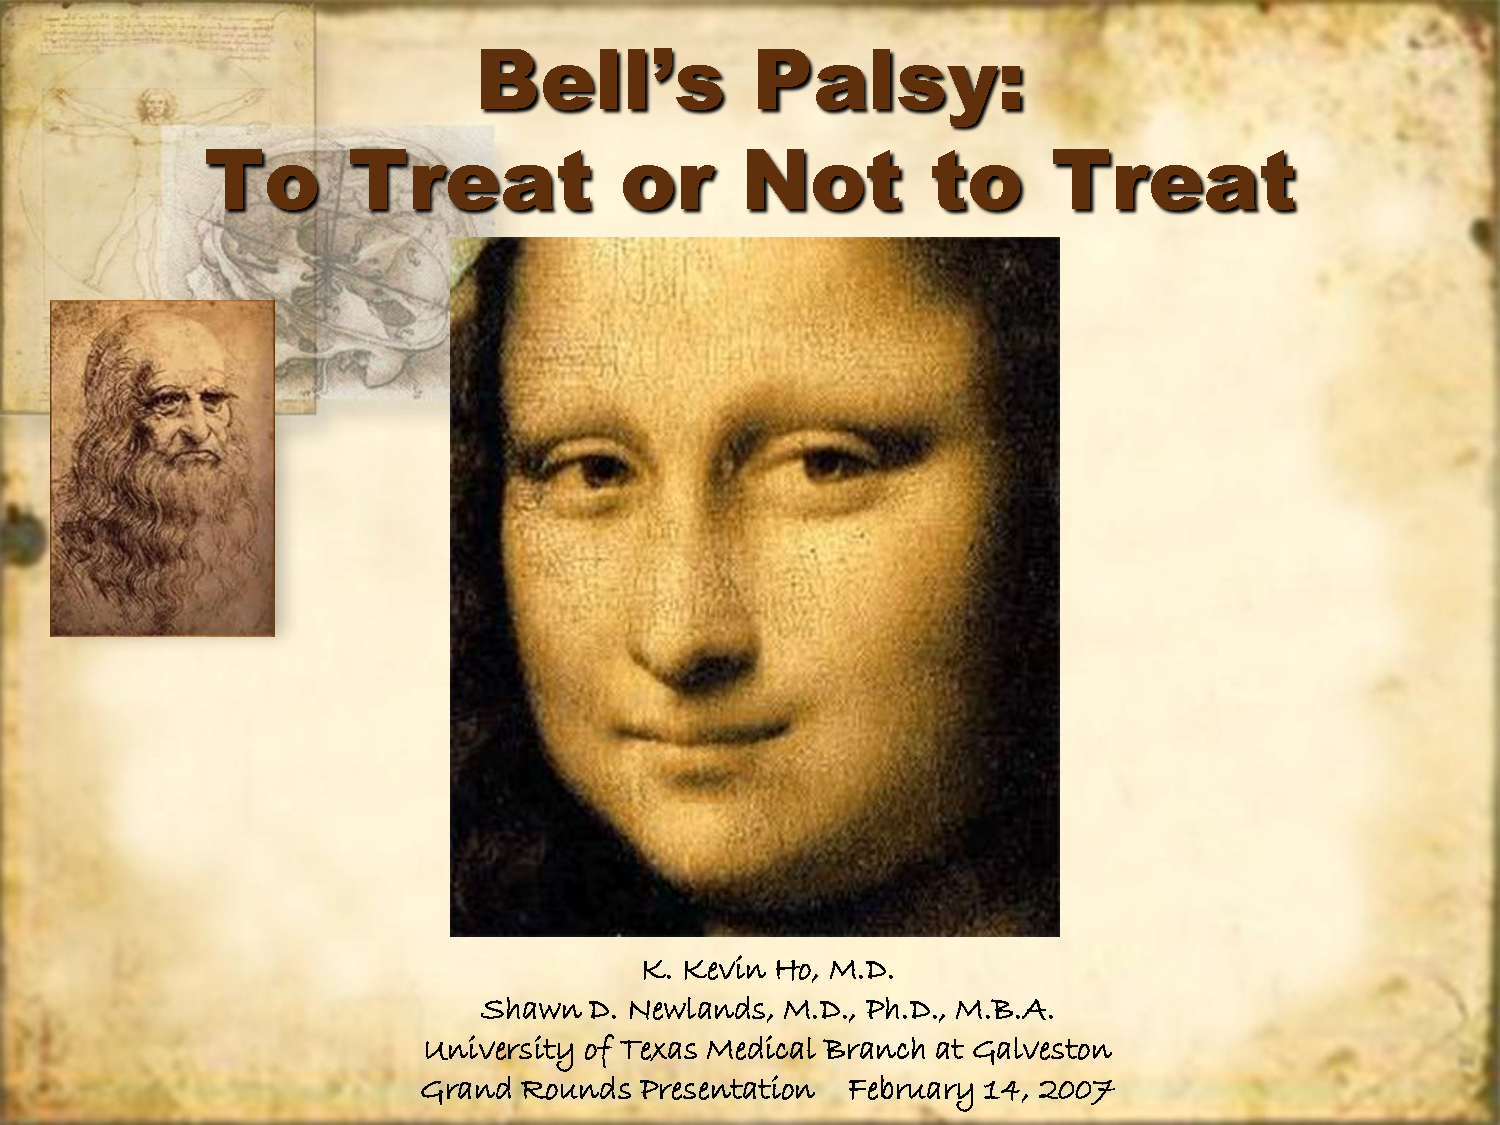 Bell’s Palsy:
To Treat or Not to Treat
K. Kevin Ho, M.D.
Shawn D. Newlands, M.D., Ph.D., M.B.A.
University of Texas Medical Branch at Galveston
Grand Rounds Presentation February 14, 2007